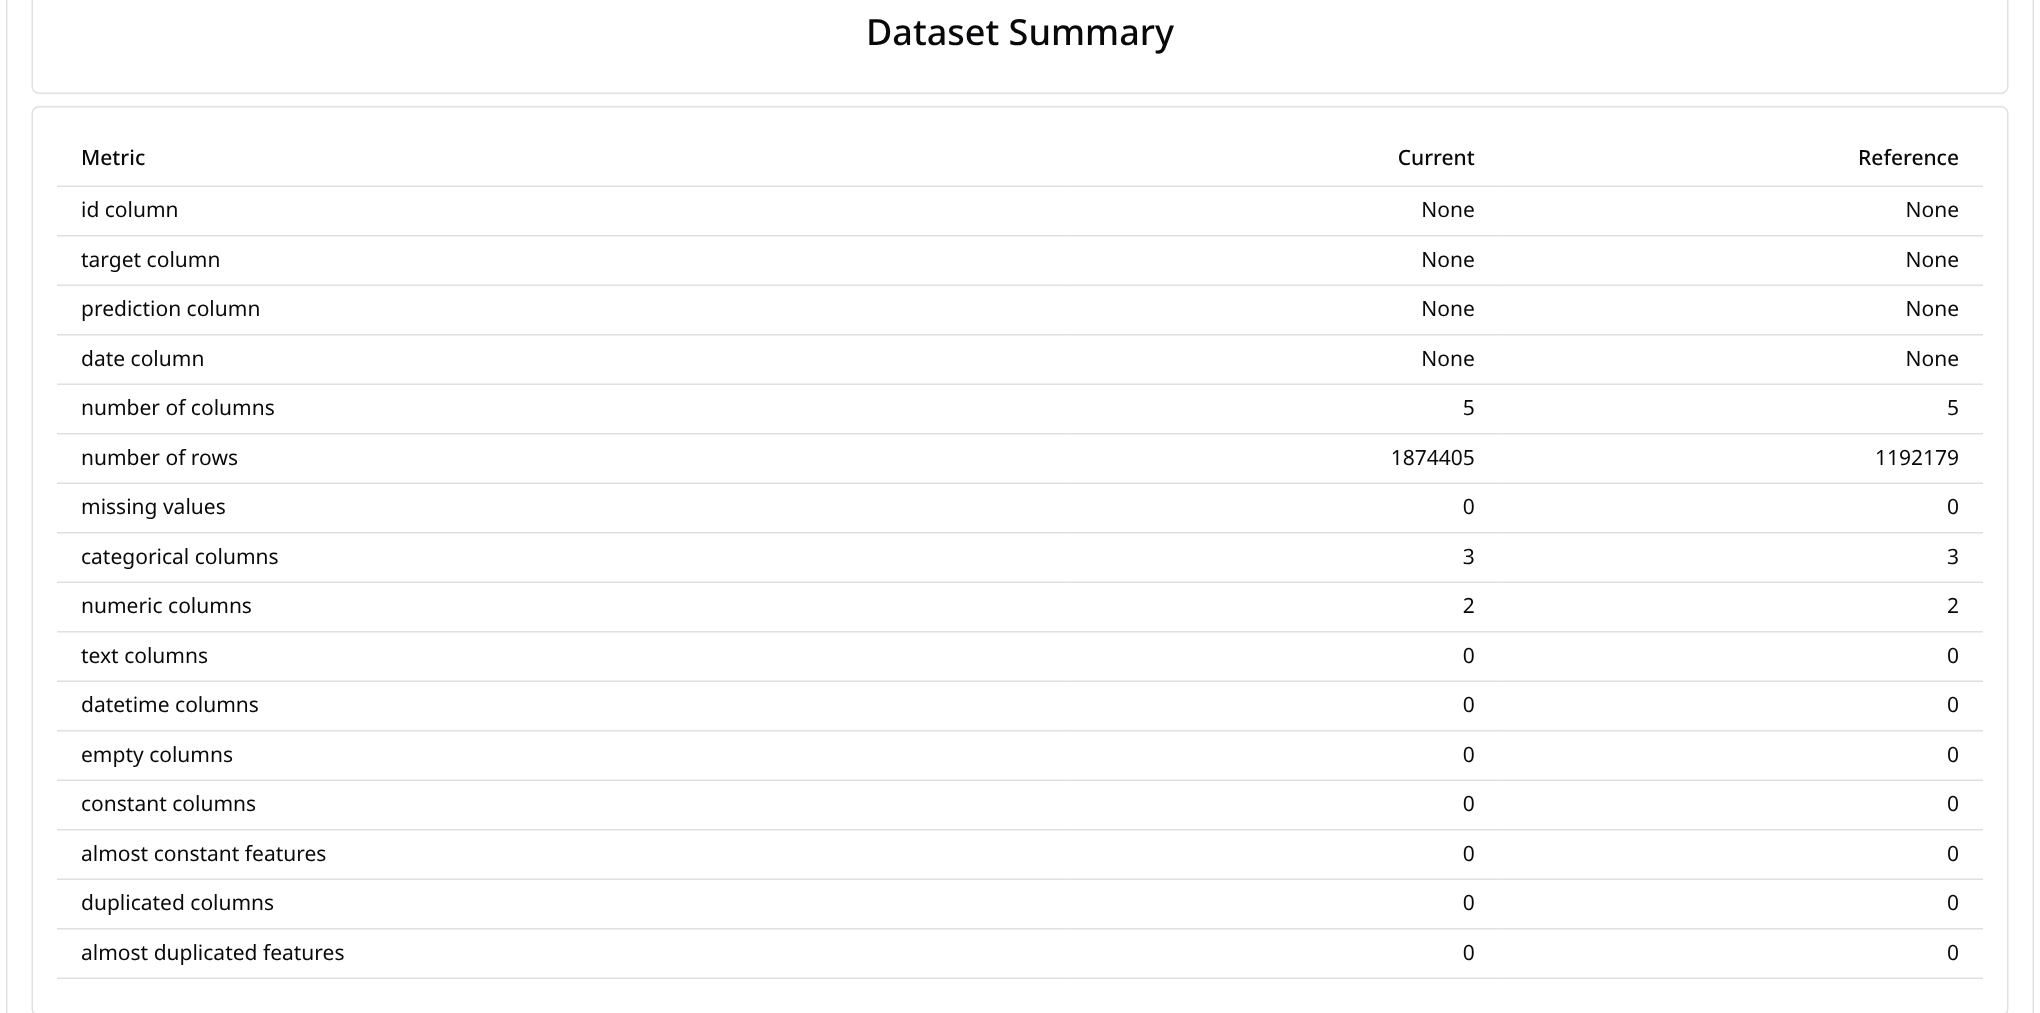 Dataset Summary
Metric Current Reference
id column None None
target column None None
prediction column None None
date column None None
number of columns 5 5
number of rows 1874405 1192179
missing values 0 0
categorical columns 3 3
numeric columns 2 2
text columns 0 0
datetime columns 0 0
empty columns 0 0
constant columns 0 0
almost constant features 0 0
duplicated columns 0 0
almost duplicated features 0 0